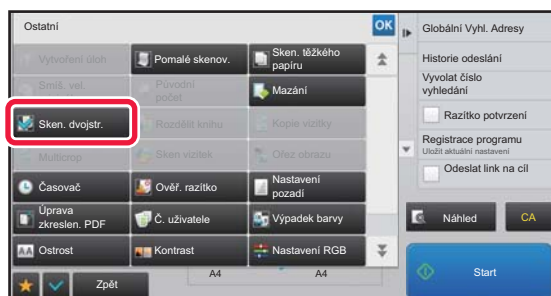 Ostatní
OK
Vytvoření úloh
Pomalé skenov.
Sken. těžkého
papíru
Smíš. vel.
Původní
počet
Mazání
Sken. dvojstr.
Rozdělit knihu
Kopie vizitky
Multicrop
Sken vizitek
Ořez obrazu
Časovač
Ověř. razítko
Nastavení
pozadí
Úprava
zkreslen. PDF
Č. uživatele
Výpadek barvy
AA Ostrost
Kontrast
Nastavení RGB
Zpět
A4
A4
Globální Vyhl. Adresy
Historie odeslání
Vyvolat číslo
vyhledání
Razítko potvrzení
Registrace programu
Uložit aktuální nastavení
Odeslat link na cíl
Náhled
CA
Start